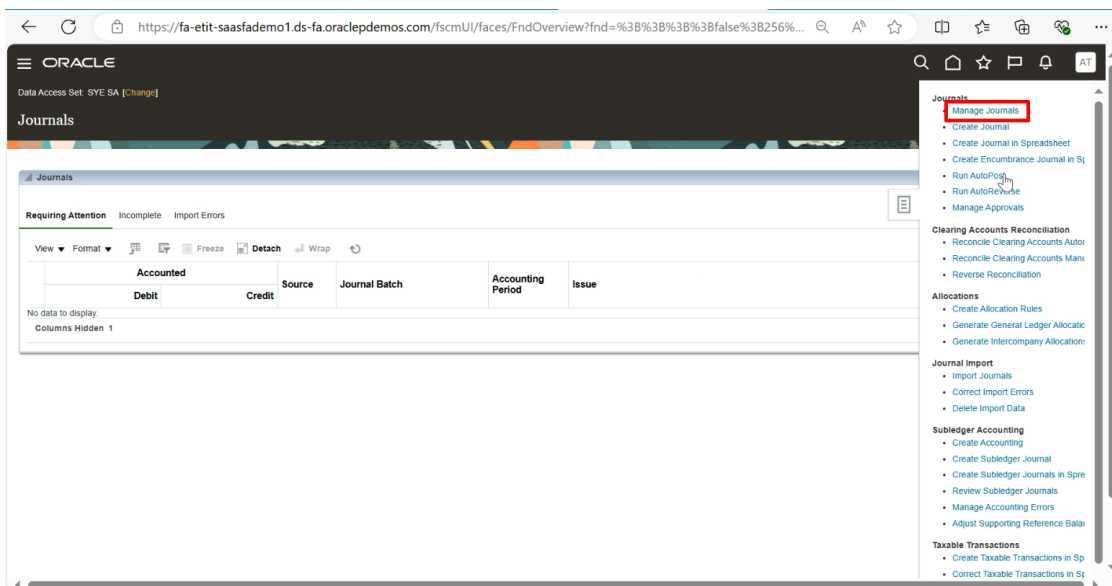 https://fa-etit-saasfademo1.ds-fa.oraclepdemos.com/fscmUI/faces/FndOverview?fnd=%3B%3B%3B%3Bfalse%3B256%...
ORACLE
AT
Data Access Set: SYE SA [Change]
Journals
Journals
Requiring Attention Incomplete Import Errors
View Format Freeze Detach Wrap
Accounted
Debit Credit Source Journal Batch Accounting Period Issue
No data to display.
Columns Hidden 1
Journals
Manage Journals
Create Journal
Create Journal in Spreadsheet
Create Encumbrance Journal in Sp
Run AutoPost
Run AutoReverse
Manage Approvals
Clearing Accounts Reconciliation
Reconcile Clearing Accounts Autor
Reconcile Clearing Accounts Manu
Reverse Reconciliation
Allocations
Create Allocation Rules
Generate General Ledger Allocatic
Generate Intercompany Allocations
Journal Import
Import Journals
Correct Import Errors
Delete Import Data
Subledger Accounting
Create Accounting
Create Subledger Journal
Create Subledger Journals in Spre
Review Subledger Journals
Manage Accounting Errors
Adjust Supporting Reference Balar
Taxable Transactions
Create Taxable Transactions in Sp
Correct Taxable Transactions in Sp